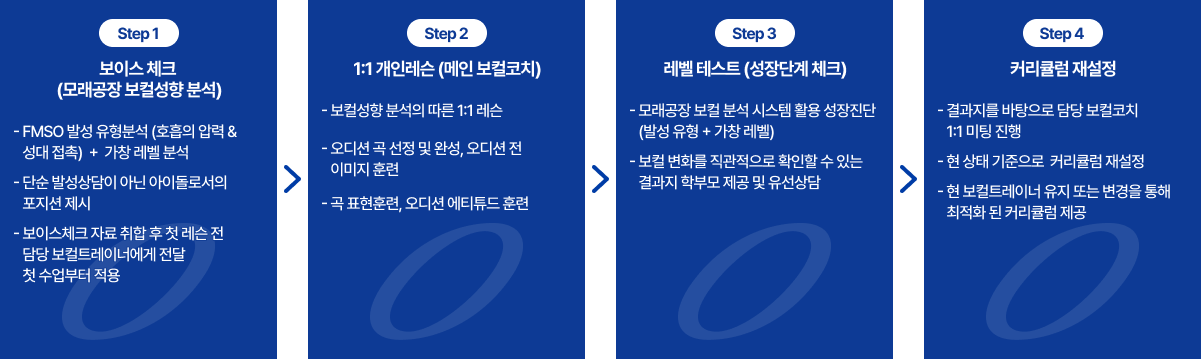 Step 1
보이스 체크
(모래공장 보컬성향 분석)
- FMSO 발성 유형분석 (호흡의 압력 &
성대 접촉) + 가창 레벨 분석
- 단순 발성상담이 아닌 아이돌로서의
포지션 제시
- 보이스체크 자료 취합 후 첫 레슨 전
담당 보컬트레이너에게 전달
첫 수업부터 적용
Step 2
1:1 개인레슨 (메인 보컬코치)
- 보컬성향 분석의 따른 1:1 레슨
- 오디션 곡 선정 및 완성, 오디션 전
이미지 훈련
- 곡 표현훈련, 오디션 에티튜드 훈련
Step 3
레벨 테스트 (성장단계 체크)
- 모래공장 보컬 분석 시스템 활용 성장진단
(발성 유형 + 가창 레벨)
- 보컬 변화를 직관적으로 확인할 수 있는
결과지 학부모 제공 및 유선상담
Step 4
커리큘럼 재설정
- 결과지를 바탕으로 담당 보컬코치
1:1 미팅 진행
- 현 상태 기준으로 커리큘럼 재설정
- 현 보컬트레이너 유지 또는 변경을 통해
최적화 된 커리큘럼 제공